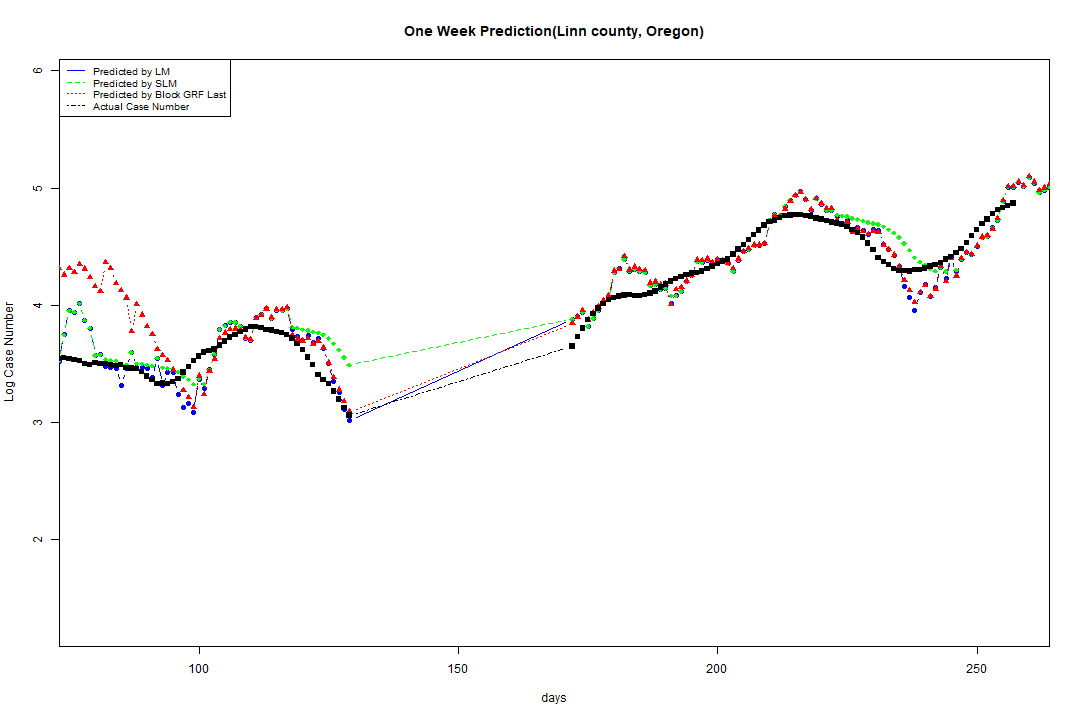 One Week Prediction(Linn county, Oregon)
Predicted by LM
Predicted by SLM
Predicted by Block GRF Last
Actual Case Number
6
5
4
3
2
Log Case Number
100 150 200 250
days